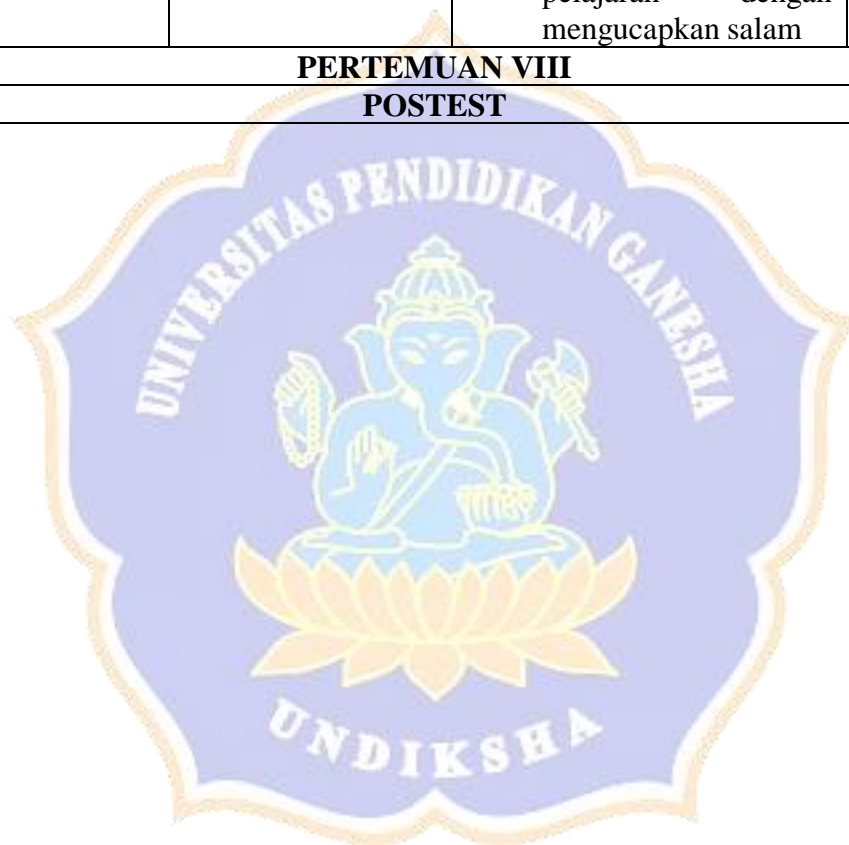 pelajaran dengan
mengucapkan salam
PERTEMUAN VIII
POSTEST
UNIVERSITAS PENDIDIKAN GANESHA
UNDIKSHA